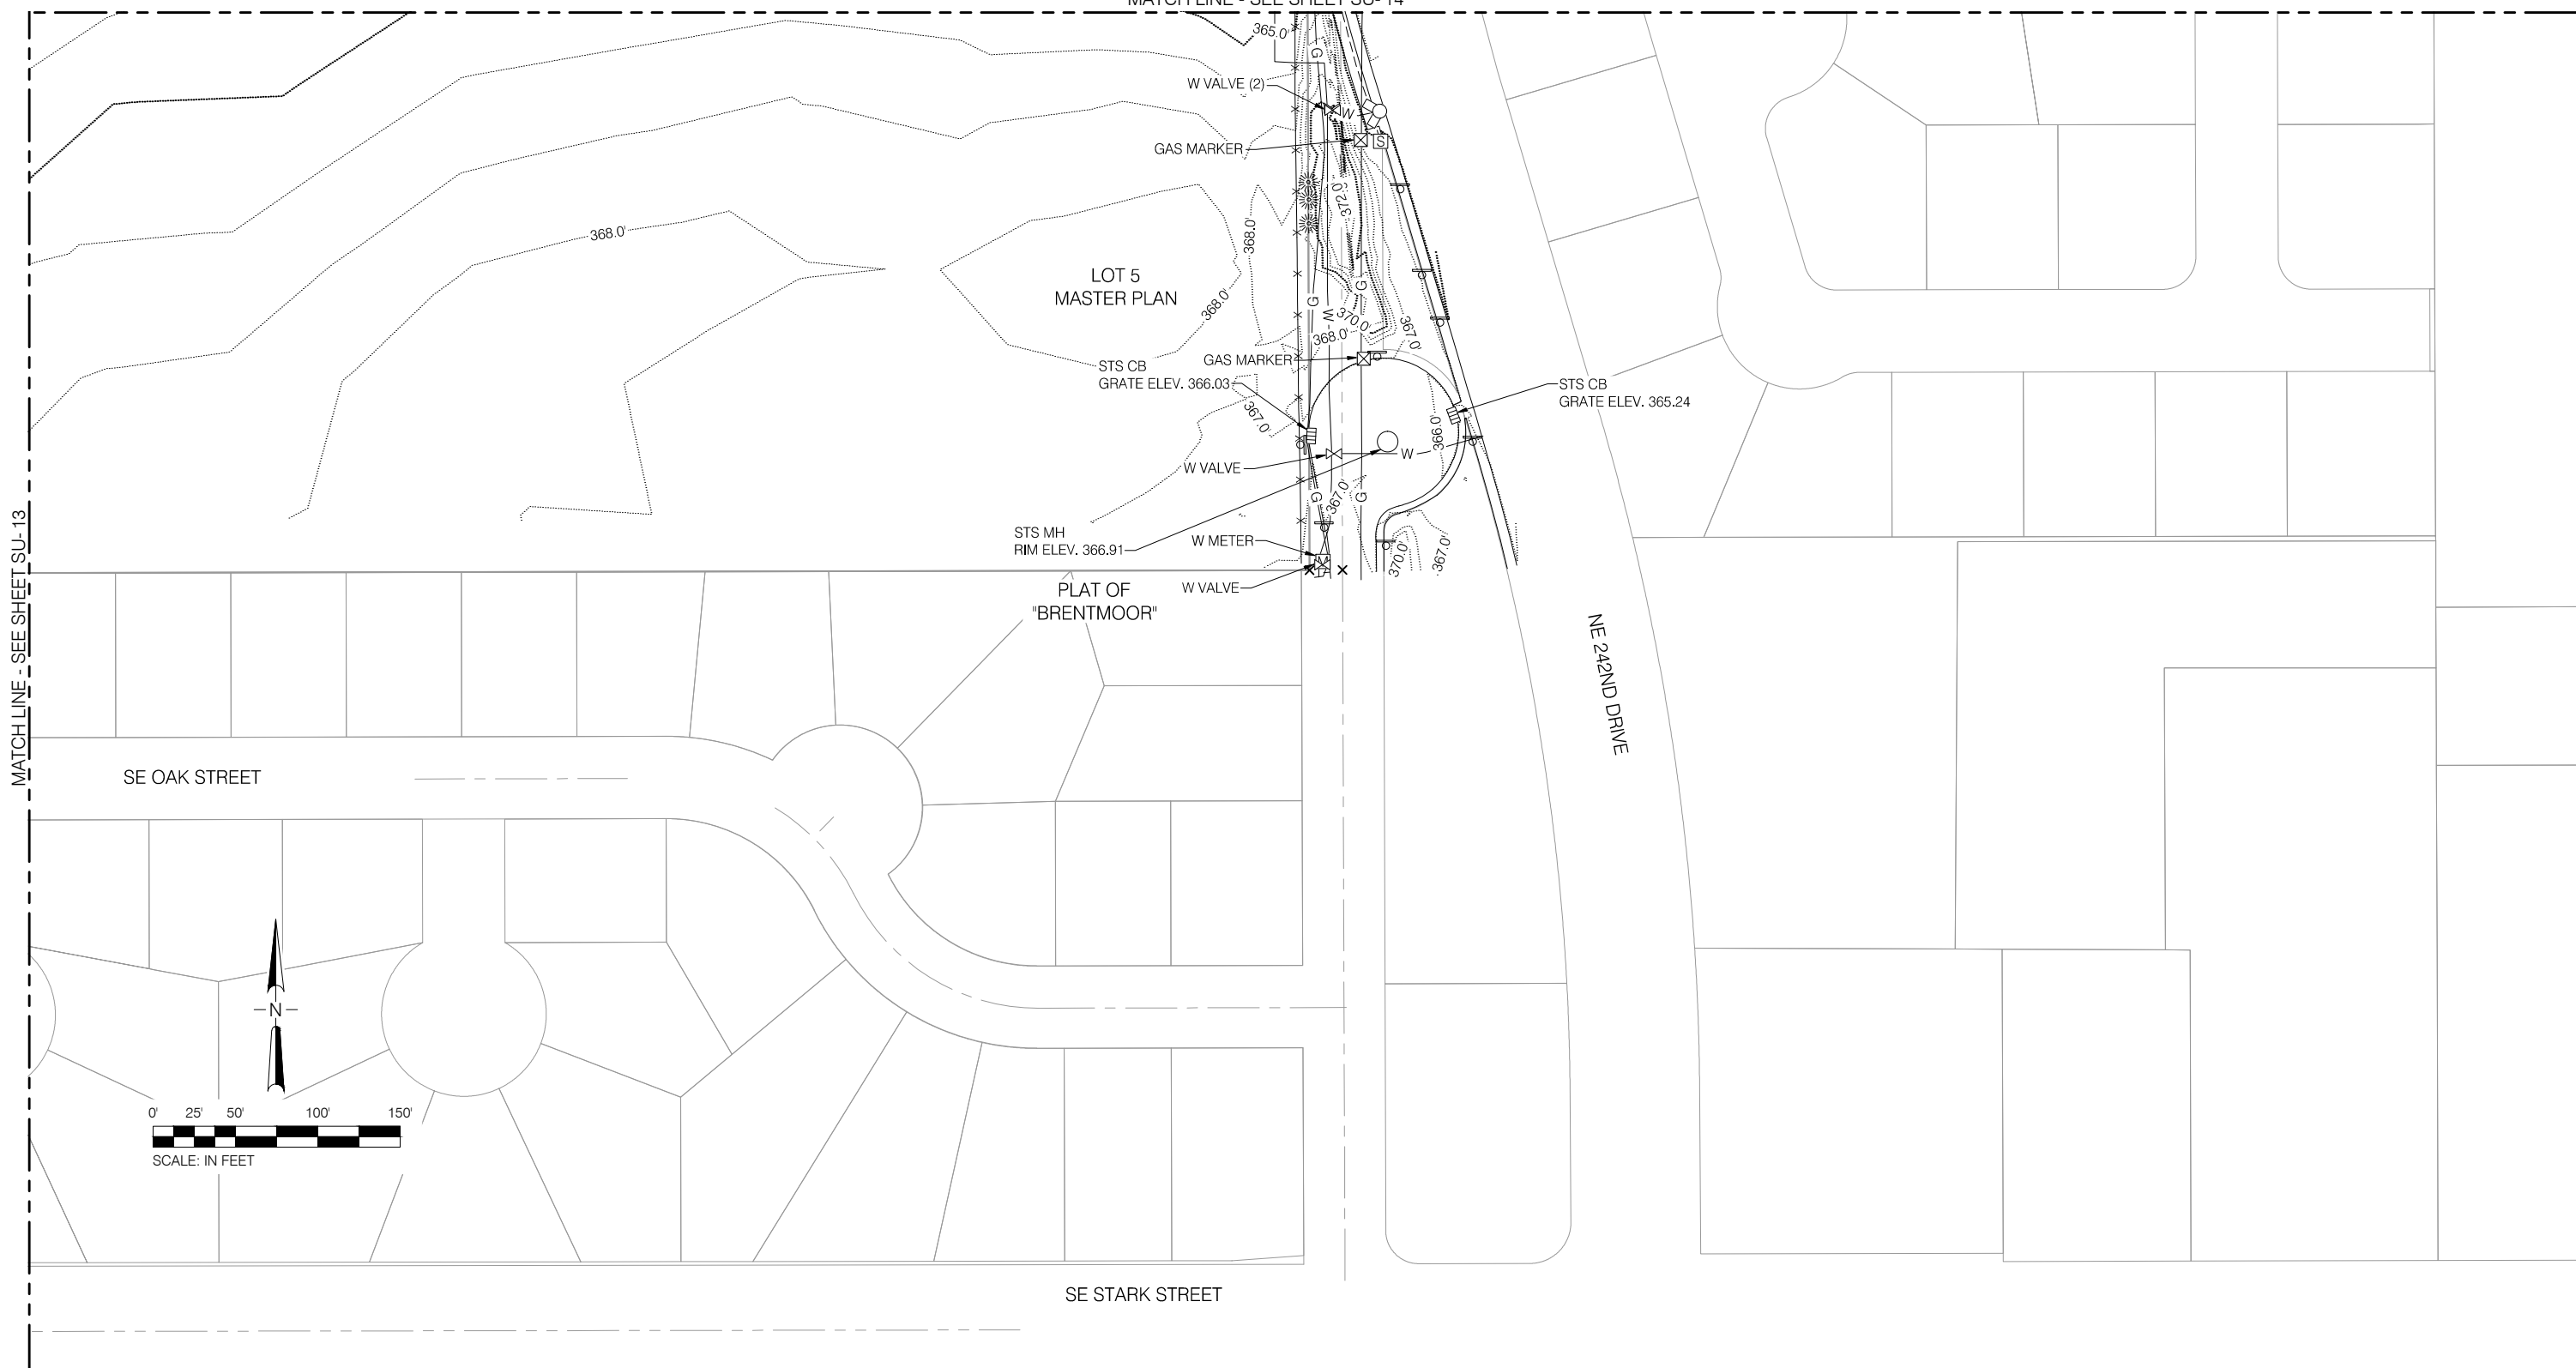 MATCH LINE - SEE SHEET SU-14
365.0'
G
W VALVE (2)
W
GAS MARKER
S
372.0'
368.0'
368.0'
LOT 5
MASTER PLAN
368.0'
G
W
G
370.0'
368.0'
367.0'
GAS MARKER
STS CB
GRATE ELEV. 366.03
STS CB
GRATE ELEV. 365.24
367.0'
366.0'
W VALVE
W
G
367.0'
G
STS MH
RIM ELEV. 366.91
W METER
M
370.0'
367.0'
W VALVE
PLAT OF
"BRENTMOOR"
MATCH LINE - SEE SHEET SU-13
NE 242ND DRIVE
SE OAK STREET
N
0' 25' 50' 100' 150'
SCALE: IN FEET
SE STARK STREET